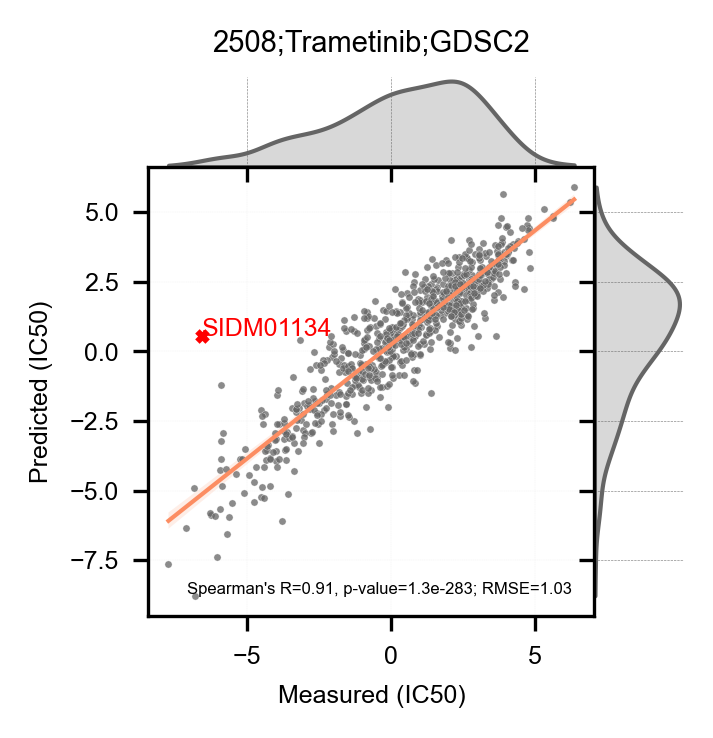 2508;Trametinib;GDSC2
5.0
2.5
0.0
−2.5
−5.0
−7.5
Predicted (IC50)
SIDM01134
Spearman's R=0.91, p-value=1.3e-283; RMSE=1.03
−5
0
5
Measured (IC50)